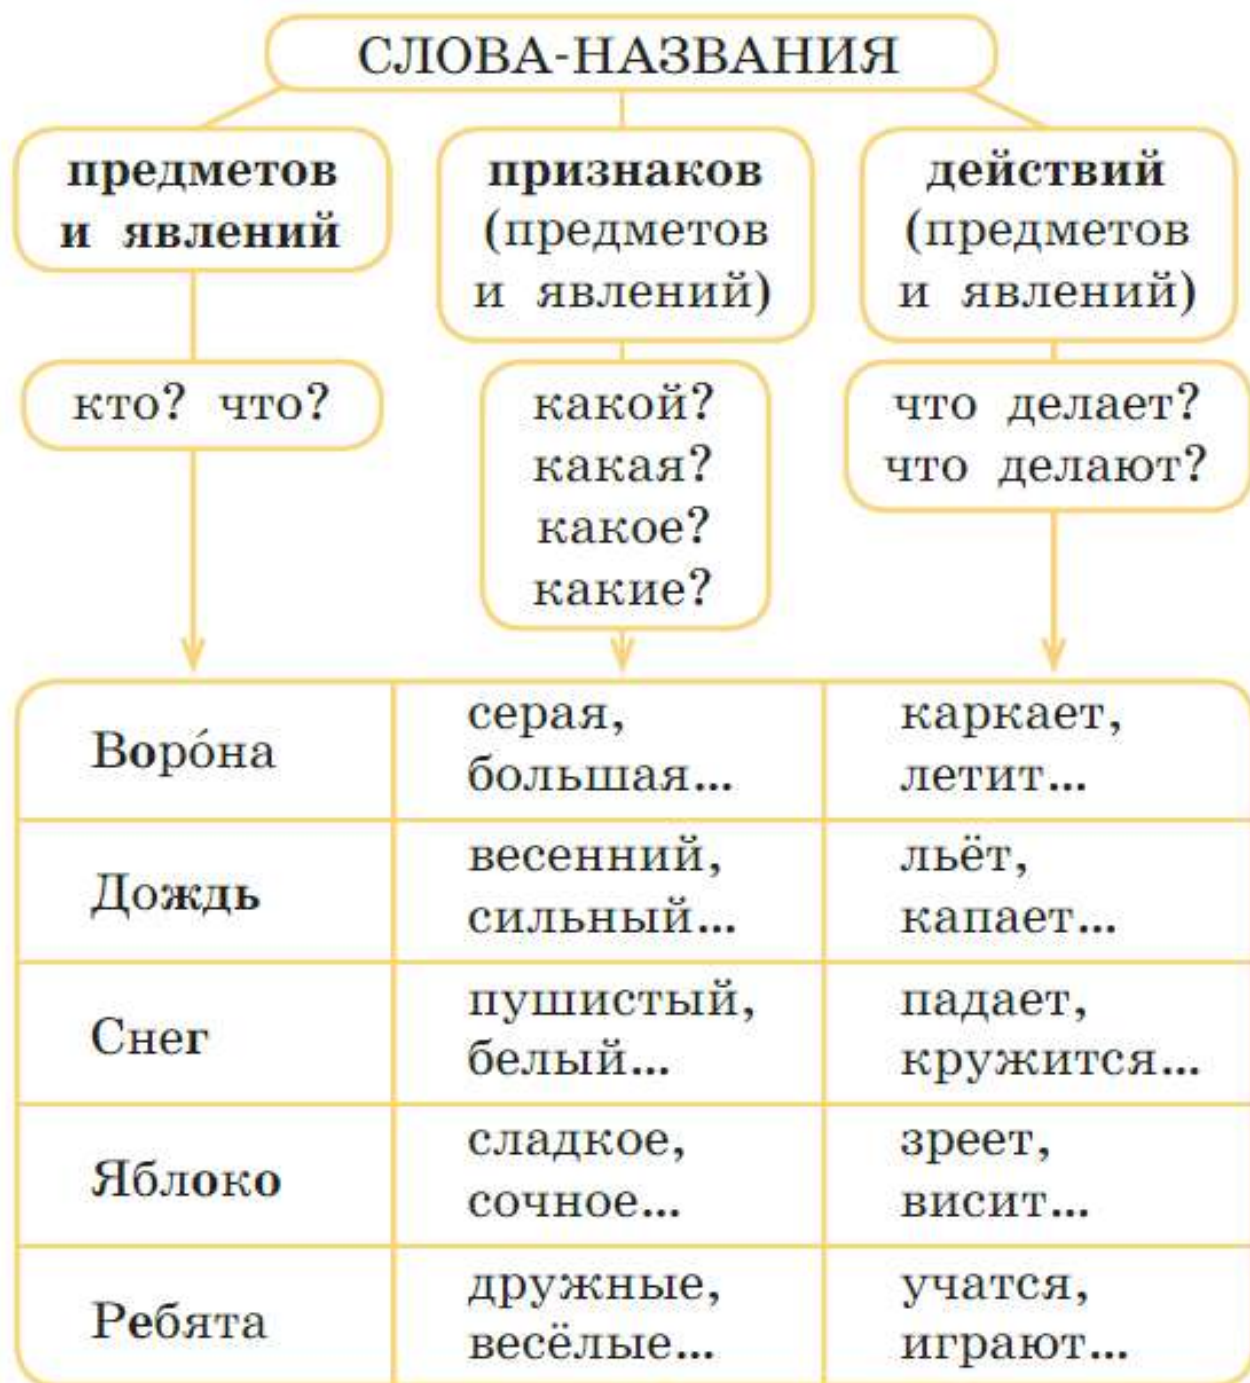 СЛОВА-НАЗВАНИЯ
предметов
и явлений
признаков
(предметов
и явлений)
действий
(предметов
и явлений)
кто? что?
какой?
какая?
какое?
какие?
что делает?
что делают?
Воро́на
серая,
большая...
каркает,
летит...
Дождь
весенний,
сильный...
льёт,
капает...
Снег
пушистый,
белый...
падает,
кружится...
Яблоко
сладкое,
сочное...
зреет,
висит...
Ребята
дружные,
весёлые...
учатся,
играют...